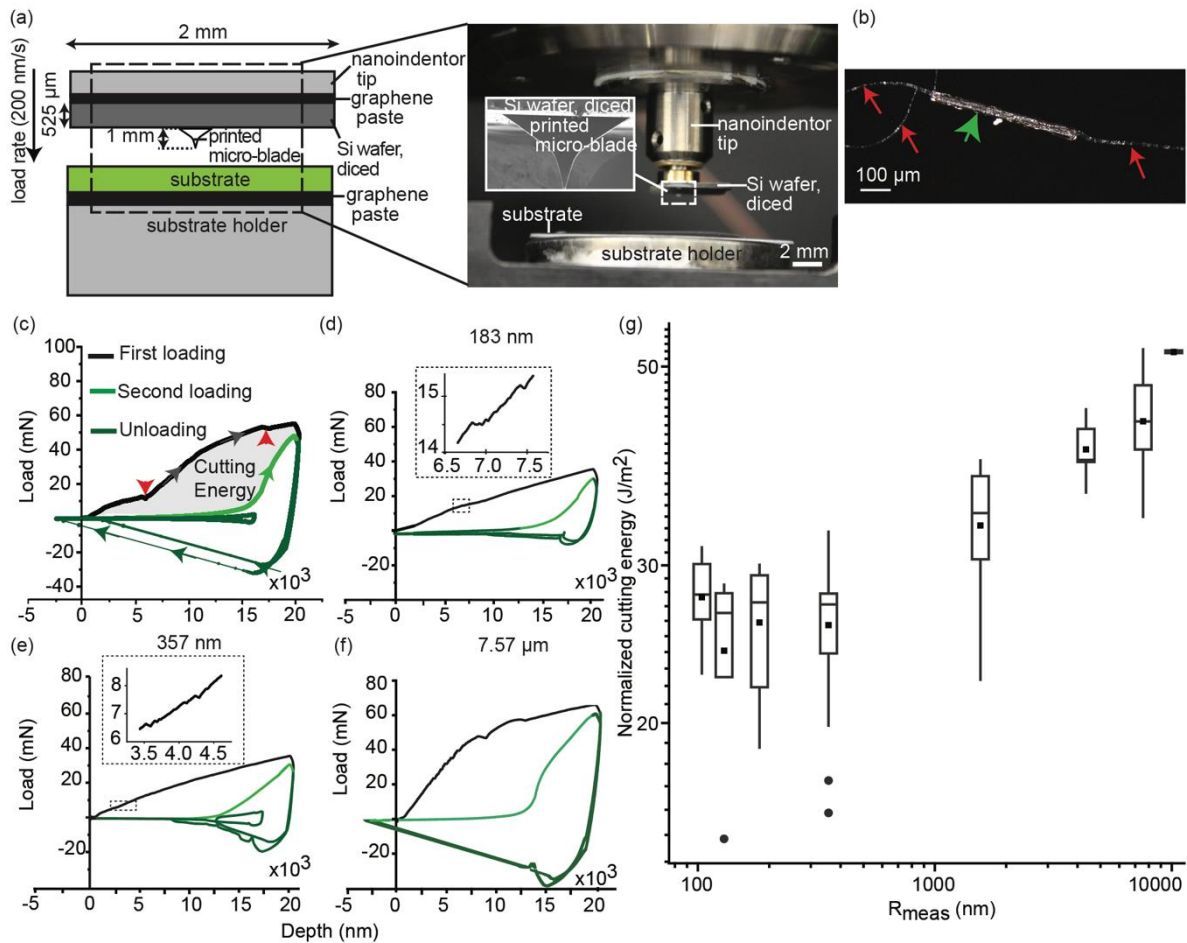 (a)
2 mm
load rate (200 nm/s)
525 µm
nanoindentor
tip
graphene
paste
1 mm
printed
micro-blade
Si wafer,
diced
substrate
graphene
paste
substrate holder
Si wafer, diced
printed
micro-blade
nanoindentor
tip
Si wafer,
diced
substrate
substrate holder
2 mm
(b)
100 µm
(c)
First loading
Second loading
Unloading
Cutting
Energy
Load (mN)
100
80
60
40
20
0
-20
-40
x10³
-5 0 5 10 15 20
(d)
183 nm
15
14
6.5 7.0 7.5
Load (mN)
80
60
40
20
0
-20
x10³
-5 0 5 10 15 20
(e)
357 nm
8
7
6
3.5 4.0 4.5
Load (mN)
80
60
40
20
0
-20
x10³
-5 0 5 10 15 20
(f)
7.57 µm
Load (mN)
80
60
40
20
0
-20
x10³
-5 0 5 10 15 20
Depth (nm)
(g)
Normalized cutting energy (J/m²)
50
30
20
100 1000 10000
Rmeas (nm)